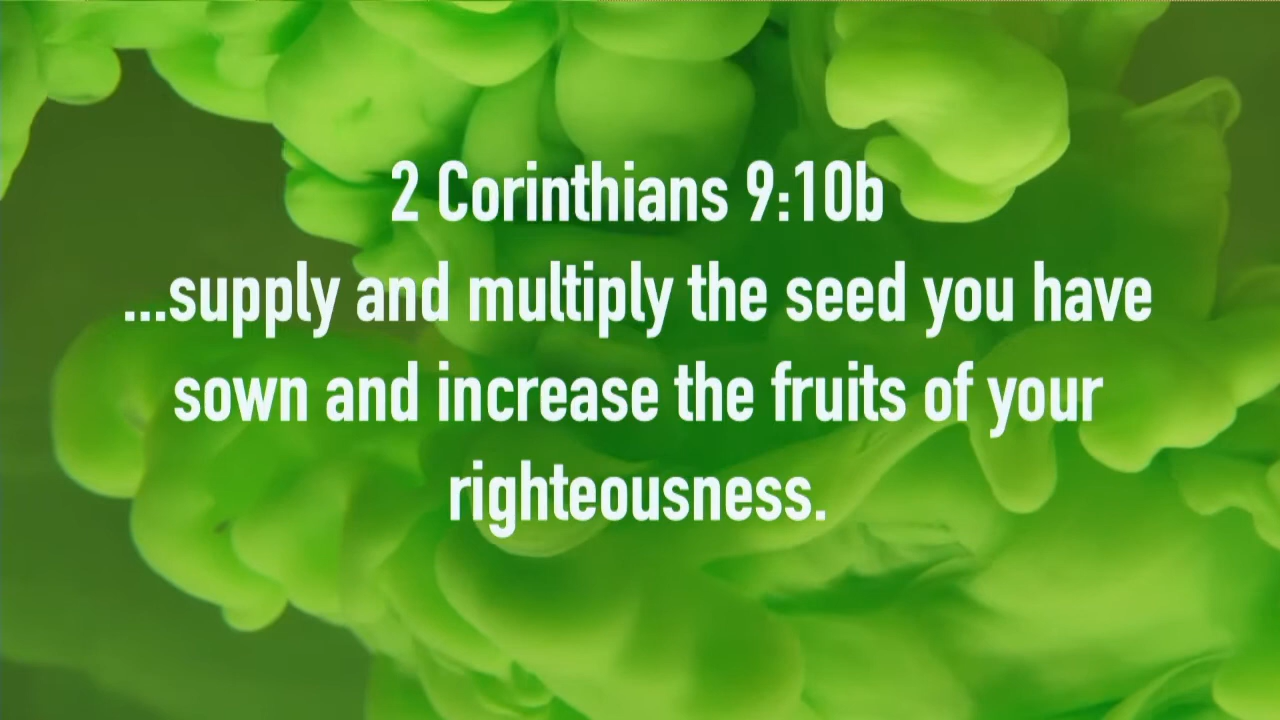 2 Corinthians 9:10b
...supply and multiply the seed you have
sown and increase the fruits of your
righteousness.